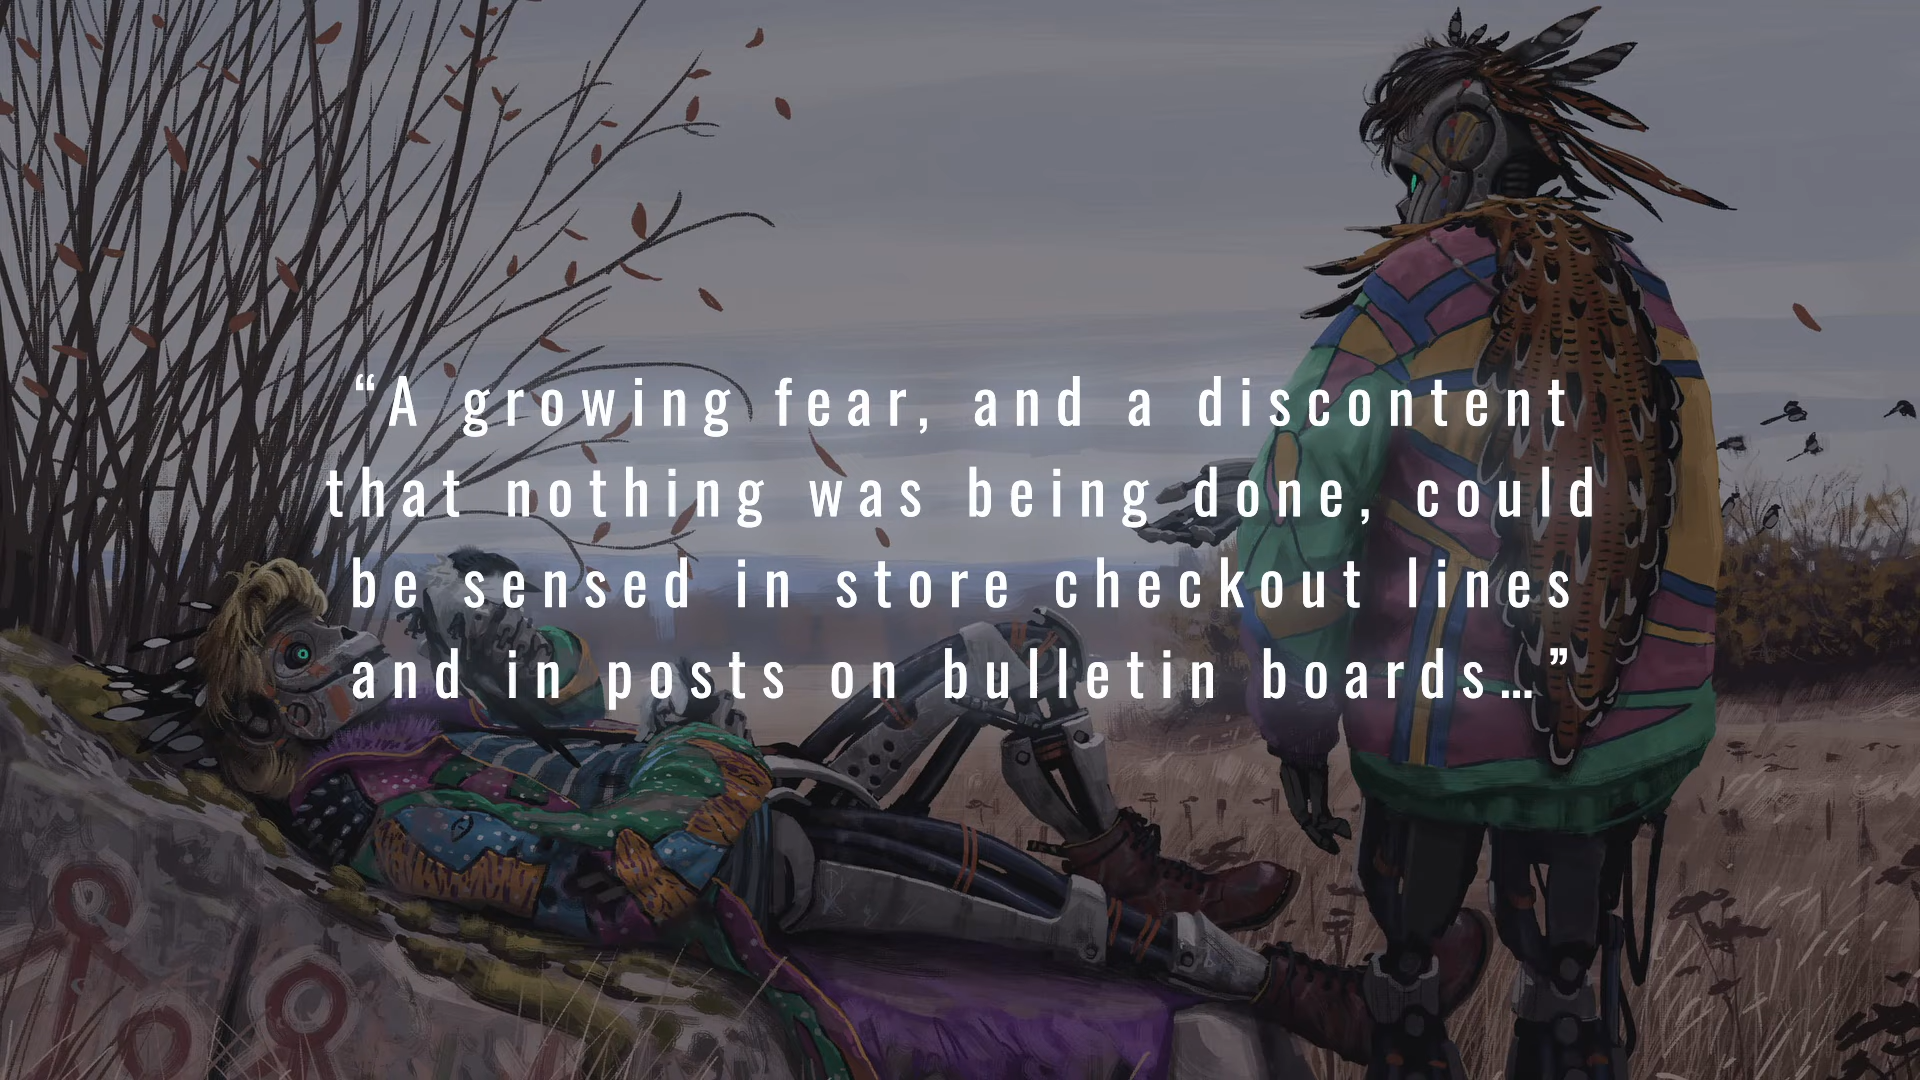 “A growing fear, and a discontent
that nothing was being done, could
be sensed in store checkout lines
and in posts on bulletin boards…”